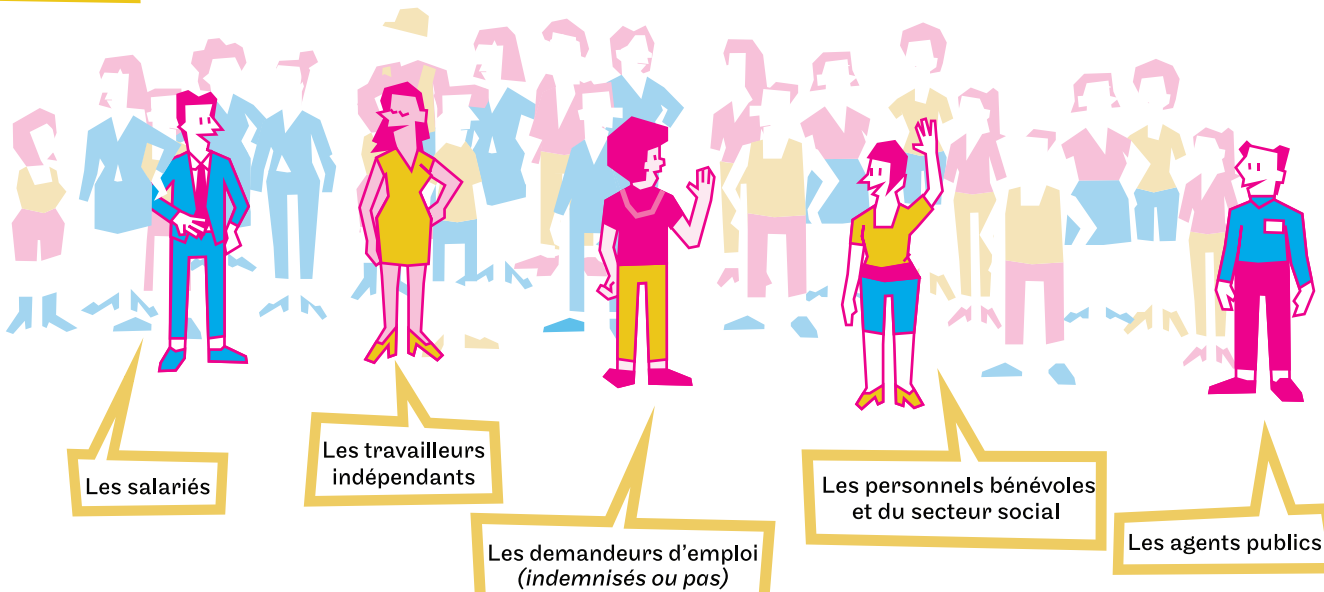 Les salariés
Les travailleurs
indépendants
Les demandeurs d'emploi
(indemnisés ou pas)
Les personnels bénévoles
et du secteur social
Les agents publics